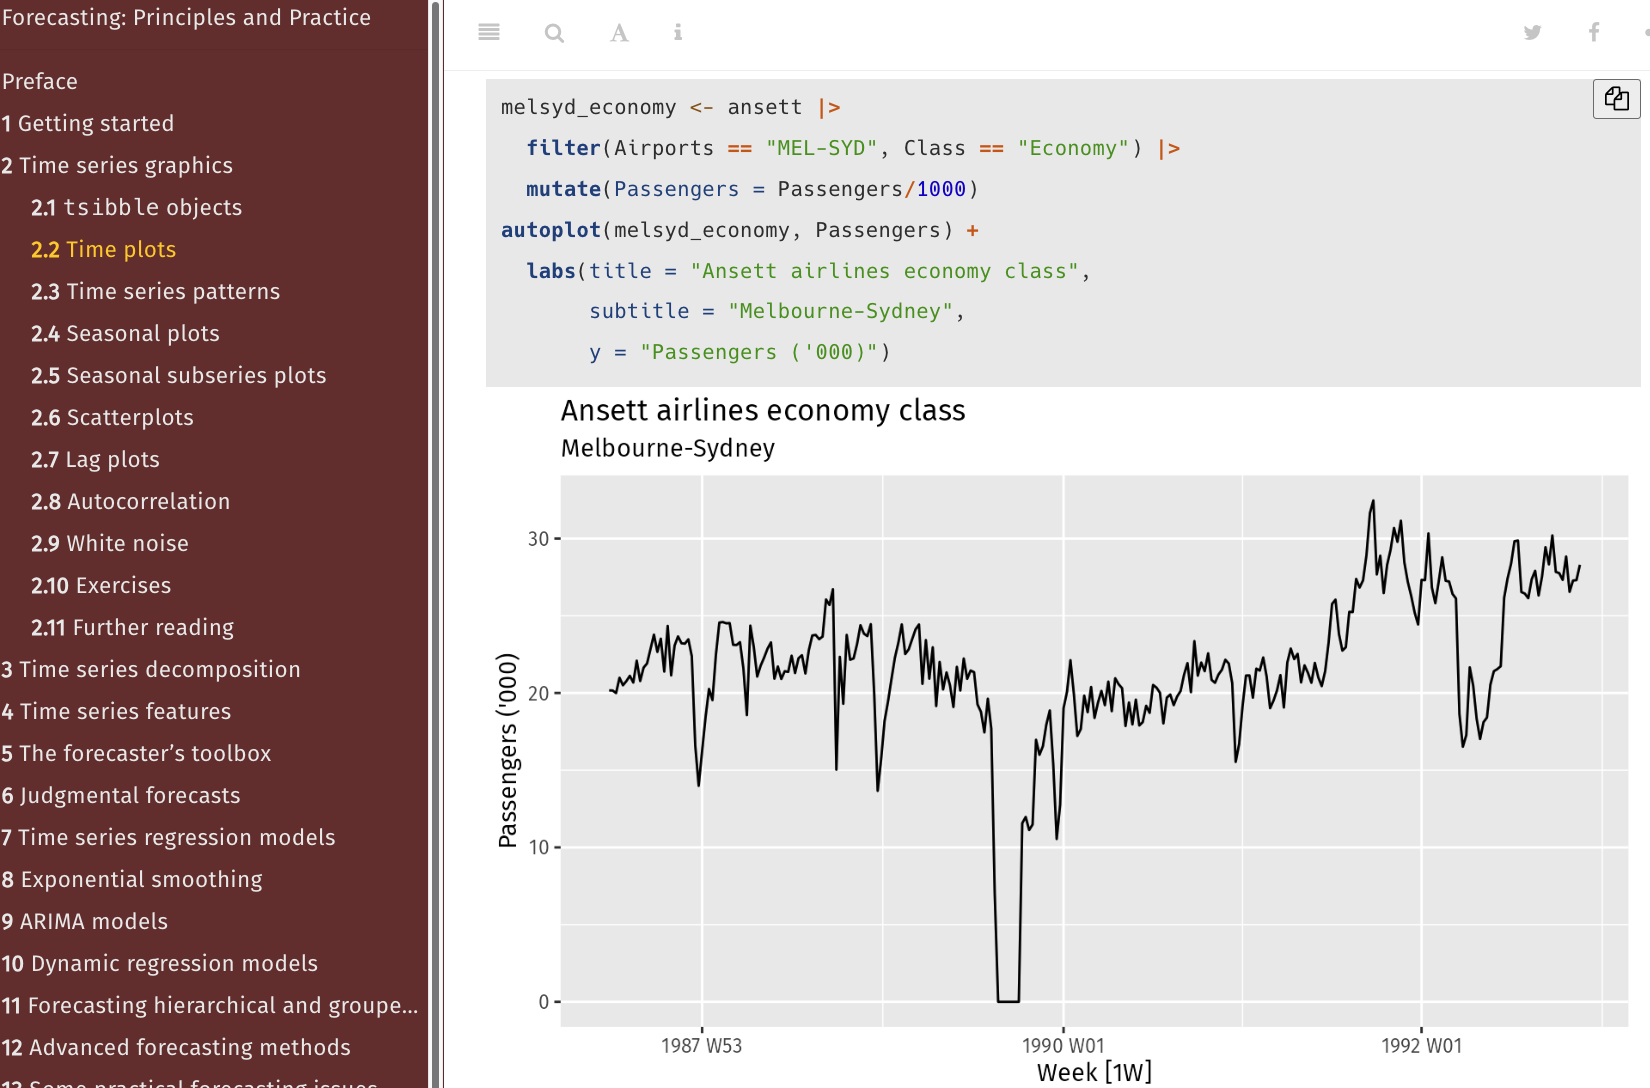 Forecasting: Principles and Practice
Preface
1 Getting started
2 Time series graphics
2.1 tsibble objects
2.2 Time plots
2.3 Time series patterns
2.4 Seasonal plots
2.5 Seasonal subseries plots
2.6 Scatterplots
2.7 Lag plots
2.8 Autocorrelation
2.9 White noise
2.10 Exercises
2.11 Further reading
3 Time series decomposition
4 Time series features
5 The forecaster’s toolbox
6 Judgmental forecasts
7 Time series regression models
8 Exponential smoothing
9 ARIMA models
10 Dynamic regression models
11 Forecasting hierarchical and groupe...
12 Advanced forecasting methods
13 Some practical forecasting issues
A
i
melsyd_economy <- ansett |>
filter(Airports == "MEL-SYD", Class == "Economy") |>
mutate(Passengers = Passengers/1000)
autoplot(melsyd_economy, Passengers) +
labs(title = "Ansett airlines economy class",
subtitle = "Melbourne-Sydney",
y = "Passengers ('000)")
Ansett airlines economy class
Melbourne-Sydney
Passengers ('000)
30
20
10
0
1987 W53
1990 W01
1992 W01
Week [1W]